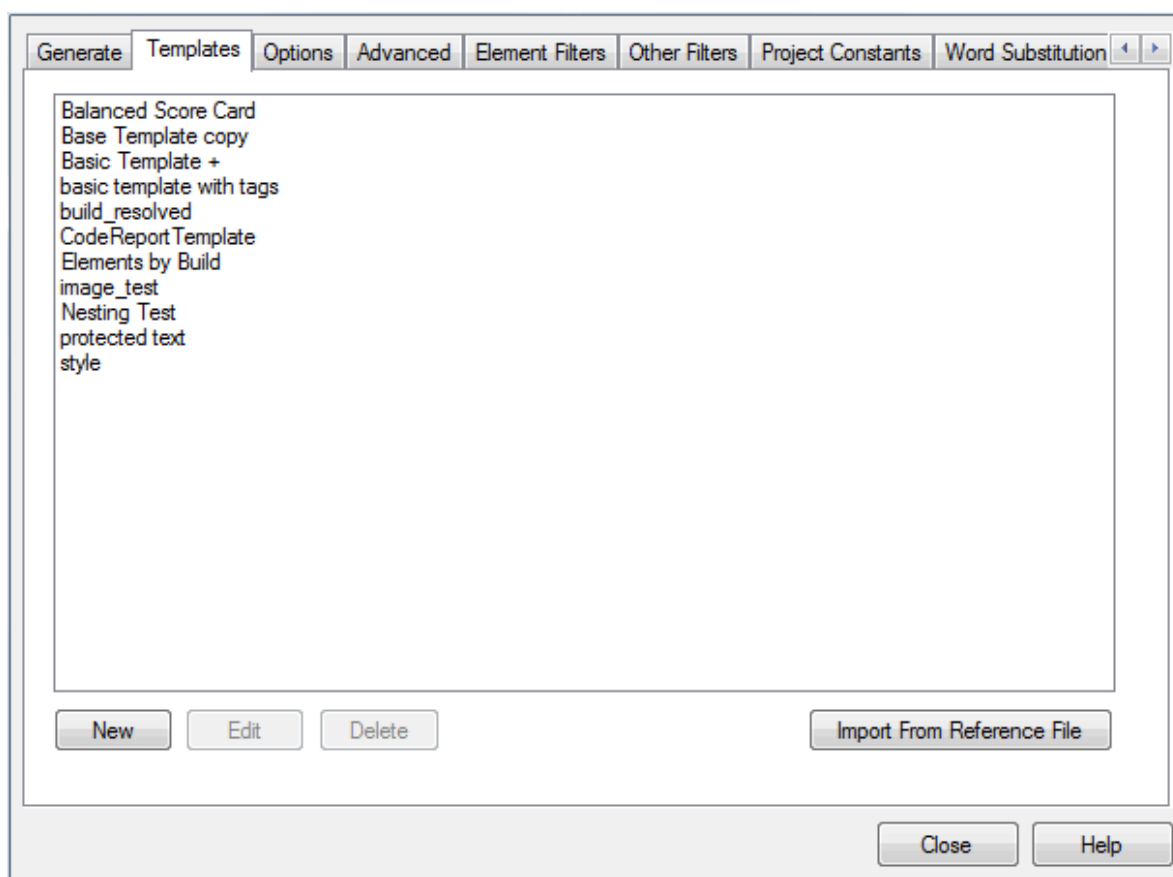 Generate Templates Options Advanced Element Filters Other Filters Project Constants Word Substitution
Balanced Score Card
Base Template copy
Basic Template +
basic template with tags
build_resolved
CodeReportTemplate
Elements by Build
image_test
Nesting Test
protected text
style
New Edit Delete Import From Reference File
Close Help